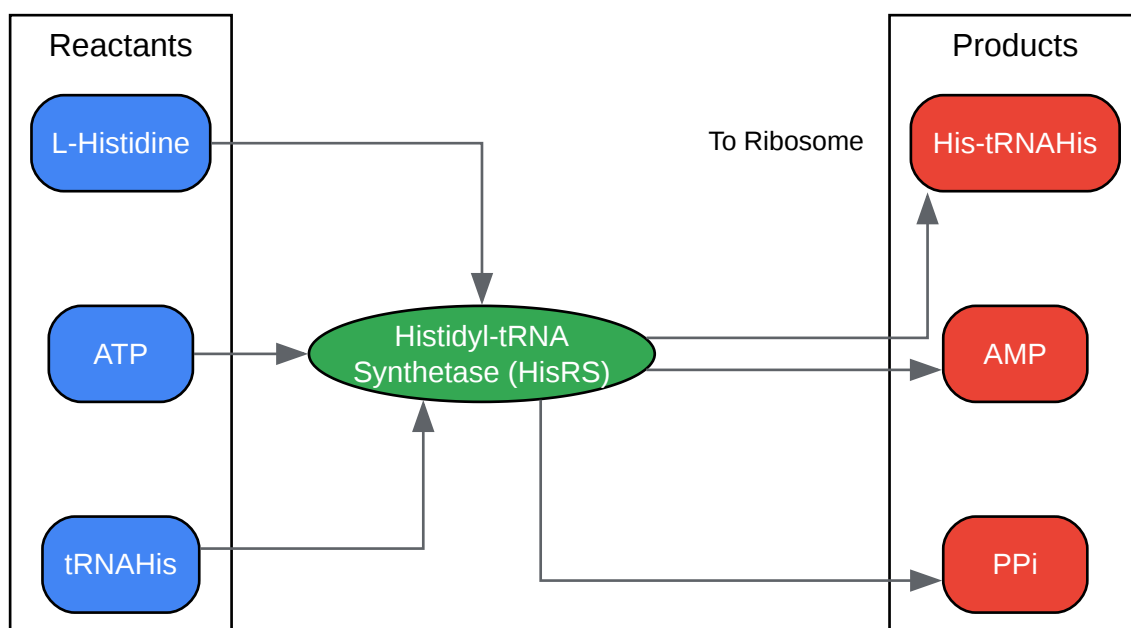 Reactants
Products
L-Histidine
To Ribosome
His-tRNAHis
ATP
Histidyl-tRNA
Synthetase (HisRS)
AMP
tRNAHis
PPi